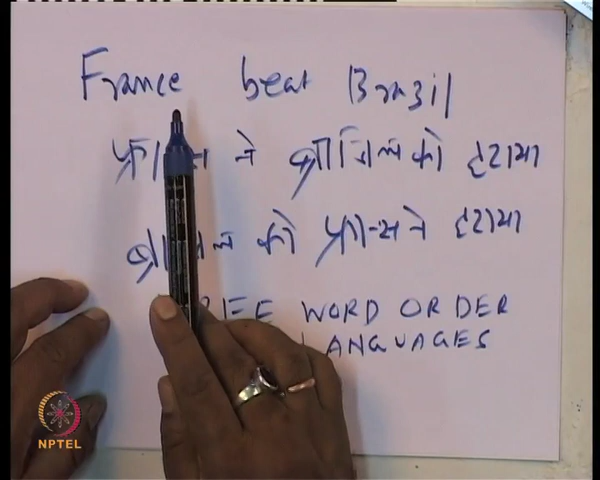 France beat Brazil
ने ब्राजिल को हराया
को फ्रान्स ने हराया
WORD ORDER
LANGUAGES
NPTEL